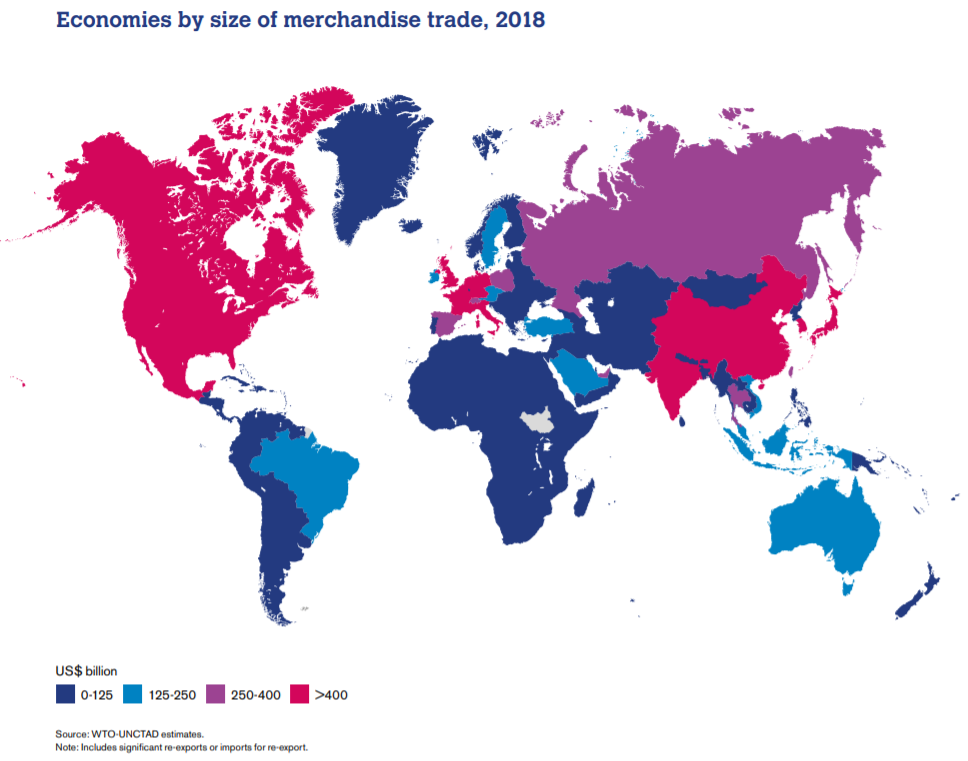 Economies by size of merchandise trade, 2018
US$ billion
0-125 125-250 250-400 >400
Source: WTO-UNCTAD estimates.
Note: Includes significant re-exports or imports for re-export.